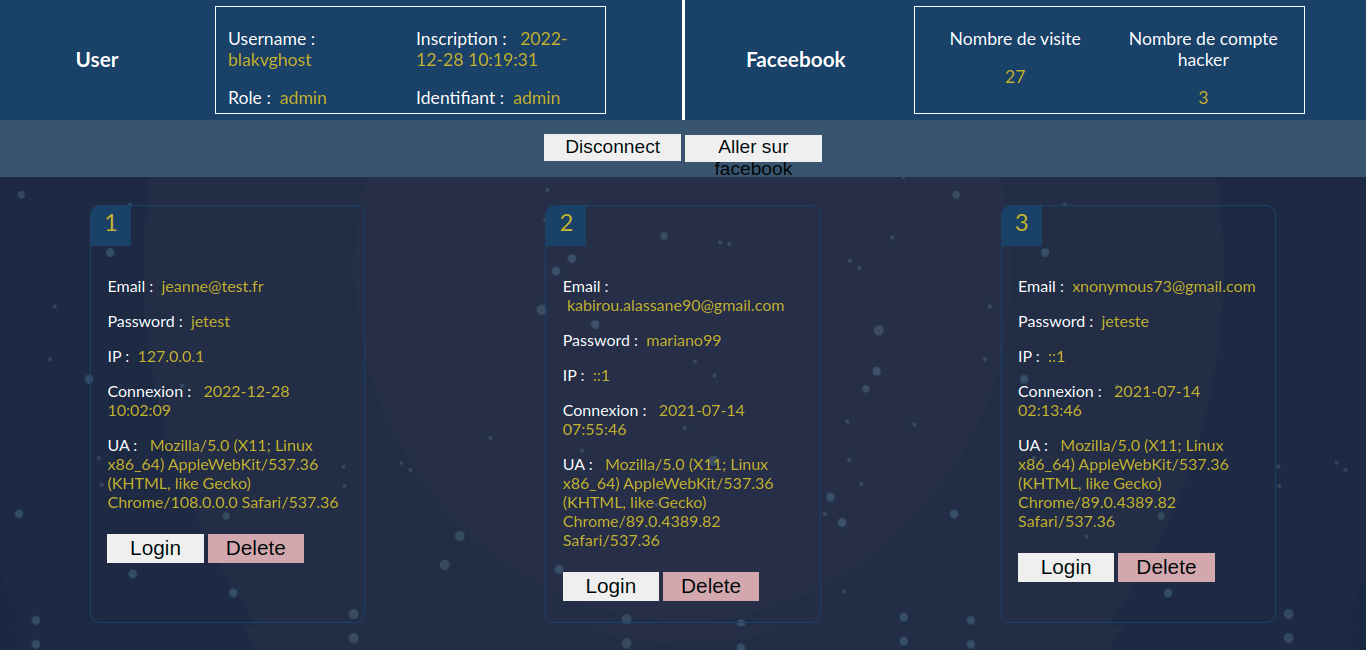 User
Username :
blakvghost
Inscription : 2022-
12-28 10:19:31
Role : admin
Identifiant : admin
Faceebook
Nombre de visite
27
Nombre de compte
hacker
3
Disconnect
Aller sur
facebook
1
Email : jeanne@test.fr
Password : jetest
IP : 127.0.0.1
Connexion : 2022-12-28
10:02:09
UA : Mozilla/5.0 (X11; Linux
x86_64) AppleWebKit/537.36
(KHTML, like Gecko)
Chrome/108.0.0.0 Safari/537.36
Login
Delete
2
Email :
kabirou.alassane90@gmail.com
Password : mariano99
IP : ::1
Connexion : 2021-07-14
07:55:46
UA : Mozilla/5.0 (X11; Linux
x86_64) AppleWebKit/537.36
(KHTML, like Gecko)
Chrome/89.0.4389.82
Safari/537.36
Login
Delete
3
Email : xnonymous73@gmail.com
Password : jeteste
IP : ::1
Connexion : 2021-07-14
02:13:46
UA : Mozilla/5.0 (X11; Linux
x86_64) AppleWebKit/537.36
(KHTML, like Gecko)
Chrome/89.0.4389.82
Safari/537.36
Login
Delete